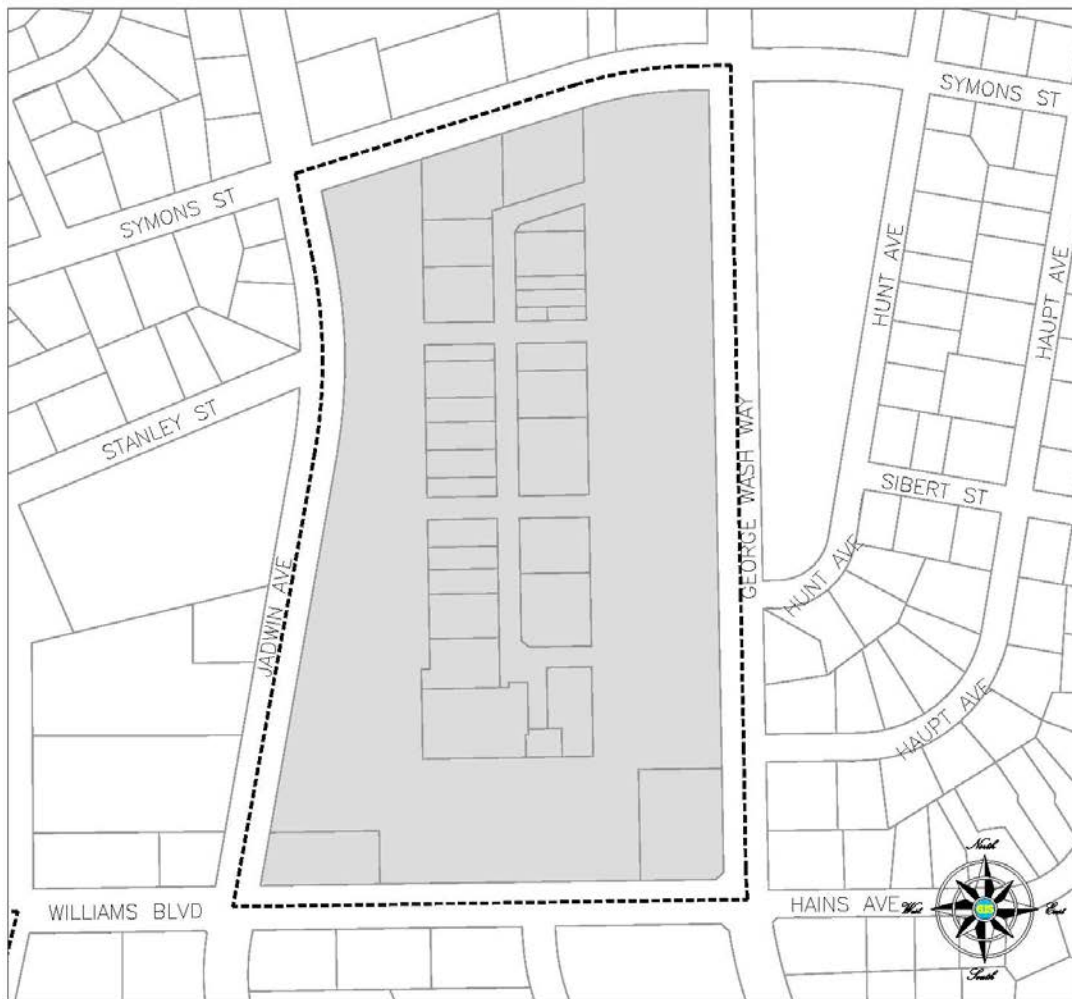 SYMONS ST
SYMONS ST
HUNT AVE
HAUPT AVE
STANLEY ST
GEORGE WASH WAY
SIBERT ST
HUNT AVE
JADWIN AVE
HAUPT AVE
North
WILLIAMS BLVD
HAINS AVE
West
GIS
East
South